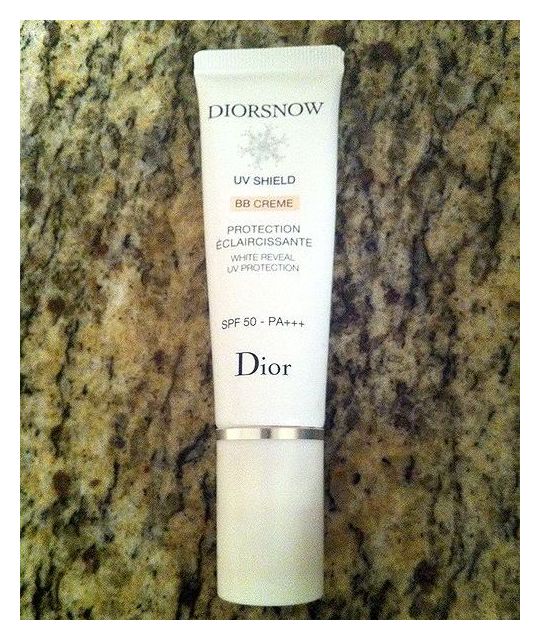 DIORSNOW
UV SHIELD
BB CREME
PROTECTION
ÉCLAIRCISSANTE
WHITE REVEAL
UV PROTECTION
SPF 50 - PA+++
Dior